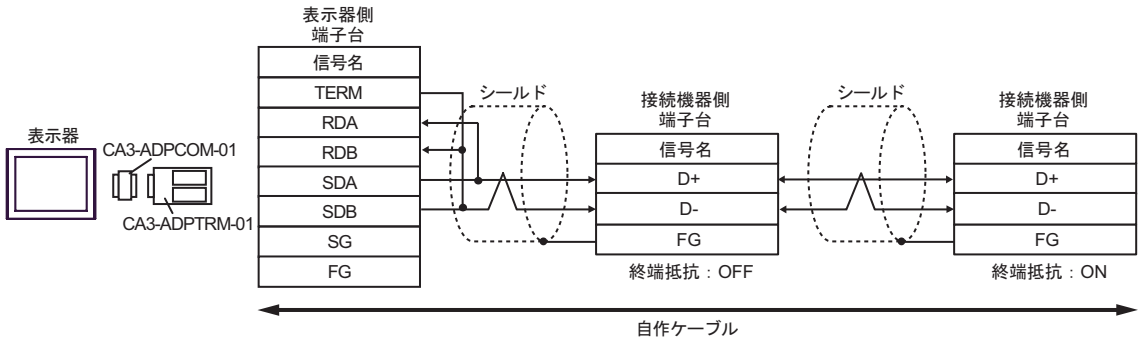 表示器
CA3-ADPCOM-01
CA3-ADPTRM-01
表示器側
端子台
信号名
TERM
RDA
RDB
SDA
SDB
SG
FG
シールド
接続機器側
端子台
信号名
D+
D-
FG
終端抵抗：OFF
シールド
接続機器側
端子台
信号名
D+
D-
FG
終端抵抗：ON
自作ケーブル